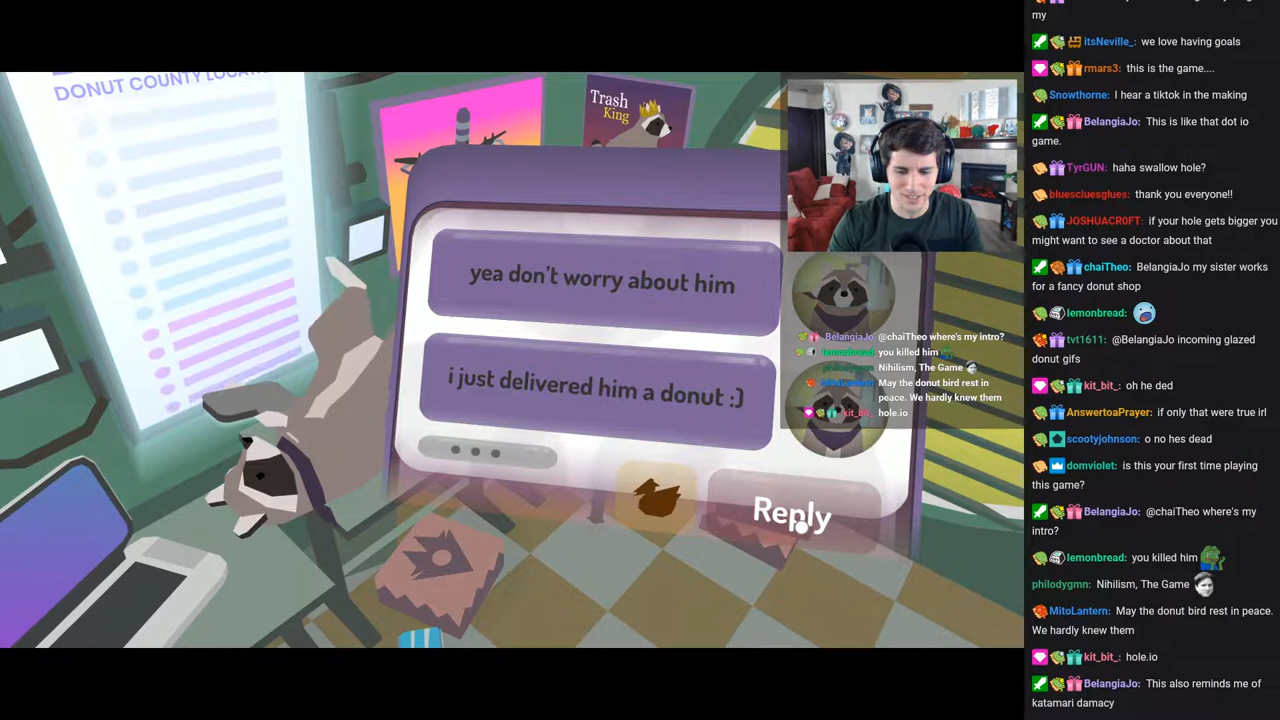 DONUT COUNTY
Trash
King
yea don't worry about him
i just delivered him a donut :)
Reply
BelangiaJo @chaiTheo where's my intro?
lemonbread you killed him
philodygmn Nihilism, The Game
MitoLantern May the donut bird rest in
peace. We hardly knew them
kit_bit_ hole.io
my
itsNeville_: we love having goals
rmars3: this is the game....
Snowthorne: I hear a tiktok in the making
BelangiaJo: This is like that dot io
game.
TyrGUN: haha swallow hole?
bluescluesglues: thank you everyone!!
JOSHUACR0FT: if your hole gets bigger you
might want to see a doctor about that
chaiTheo: BelangiaJo my sister works
for a fancy donut shop
lemonbread:
tvt1611: @BelangiaJo incoming glazed
donut gifs
kit_bit_: oh he ded
AnswertoaPrayer: if only that were true irl
scootyjohnson: o no hes dead
domviolet: is this your first time playing
this game?
BelangiaJo: @chaiTheo where's my
intro?
lemonbread: you killed him
philodygmn: Nihilism, The Game
MitoLantern: May the donut bird rest in peace.
We hardly knew them
kit_bit_: hole.io
BelangiaJo: This also reminds me of
katamari damacy